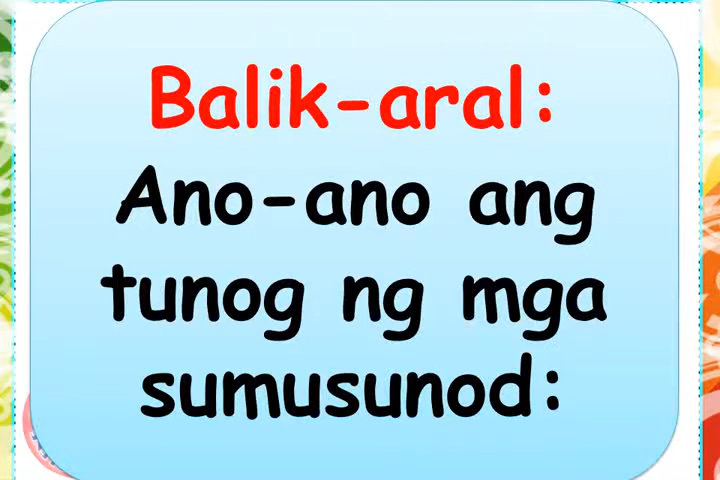 Balik-aral:
Ano-ano ang
tunog ng mga
sumusunod: